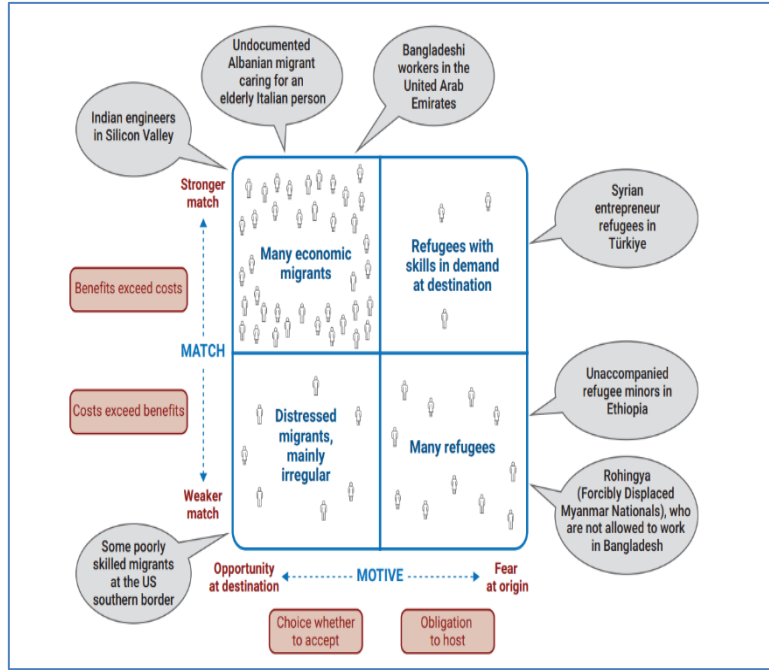 Undocumented
Albanian migrant
caring for an
elderly Italian person
Bangladeshi
workers in the
United Arab
Emirates
Indian engineers
in Silicon Valley
Stronger
match
Many economic
migrants
Refugees with
skills in demand
at destination
Syrian
entrepreneur
refugees in
Türkiye
Benefits exceed costs
MATCH
Costs exceed benefits
Distressed
migrants,
mainly
irregular
Many refugees
Unaccompanied
refugee minors in
Ethiopia
Weaker
match
Rohingya
(Forcibly Displaced
Myanmar Nationals), who
are not allowed to work
in Bangladesh
Some poorly
skilled migrants
at the US
southern border
Opportunity
at destination
MOTIVE
Fear
at origin
Choice whether
to accept
Obligation
to host